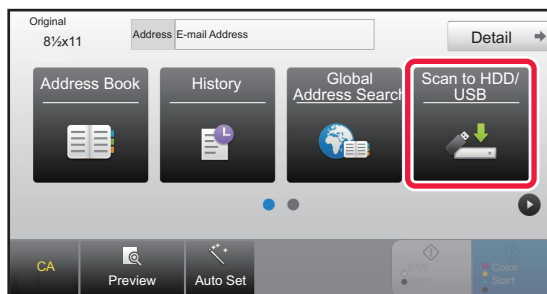 Original
8½x11
Address E-mail Address
Detail
Address Book
History
Global
Address Search
Scan to HDD/
USB
CA
Preview
Auto Set
B/W
Start
Color
Start